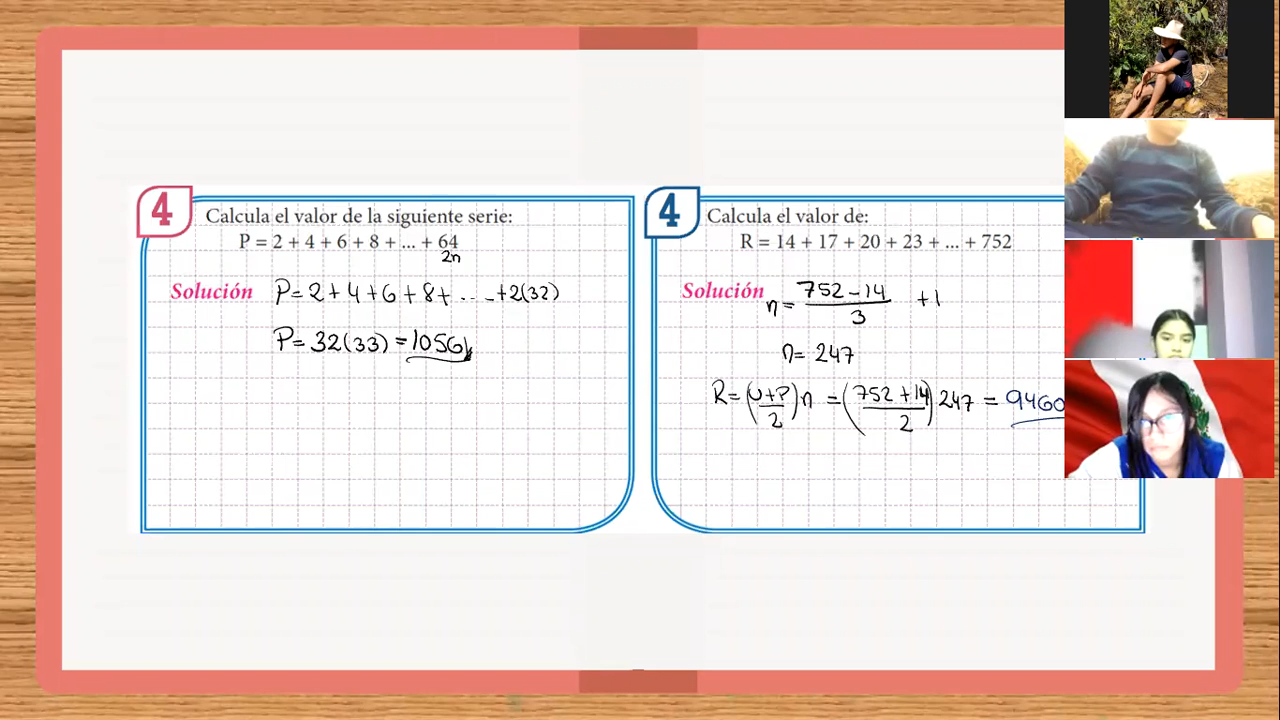 4
Calcula el valor de la siguiente serie:
P = 2 + 4 + 6 + 8 + ... + 64
2n
Solución P = 2 + 4 + 6 + 8 + ... + 2(32)
P = 32(33) = 1056
4
Calcula el valor de:
R = 14 + 17 + 20 + 23 + ... + 752
Solución n = 752 - 14 / 3 + 1
n = 247
R = (U+P / 2) n = (752 + 14 / 2) 247 = 9460